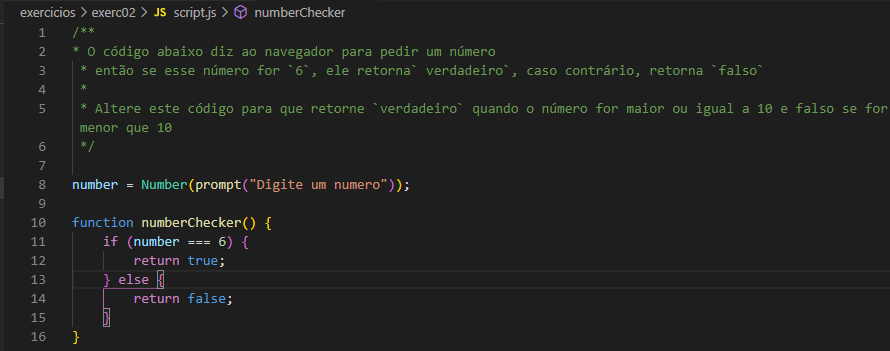 exercicios > exerc02 > JS script.js > numberChecker
1 /**
2 * O código abaixo diz ao navegador para pedir um número
3 * então se esse número for `6`, ele retorna` verdadeiro`, caso contrário, retorna `falso`
4 *
5 * Altere este código para que retorne `verdadeiro` quando o número for maior ou igual a 10 e falso se for
menor que 10
6 */
7
8 number = Number(prompt("Digite um numero"));
9
10 function numberChecker() {
11 if (number === 6) {
12 return true;
13 } else {
14 return false;
15 }
16 }